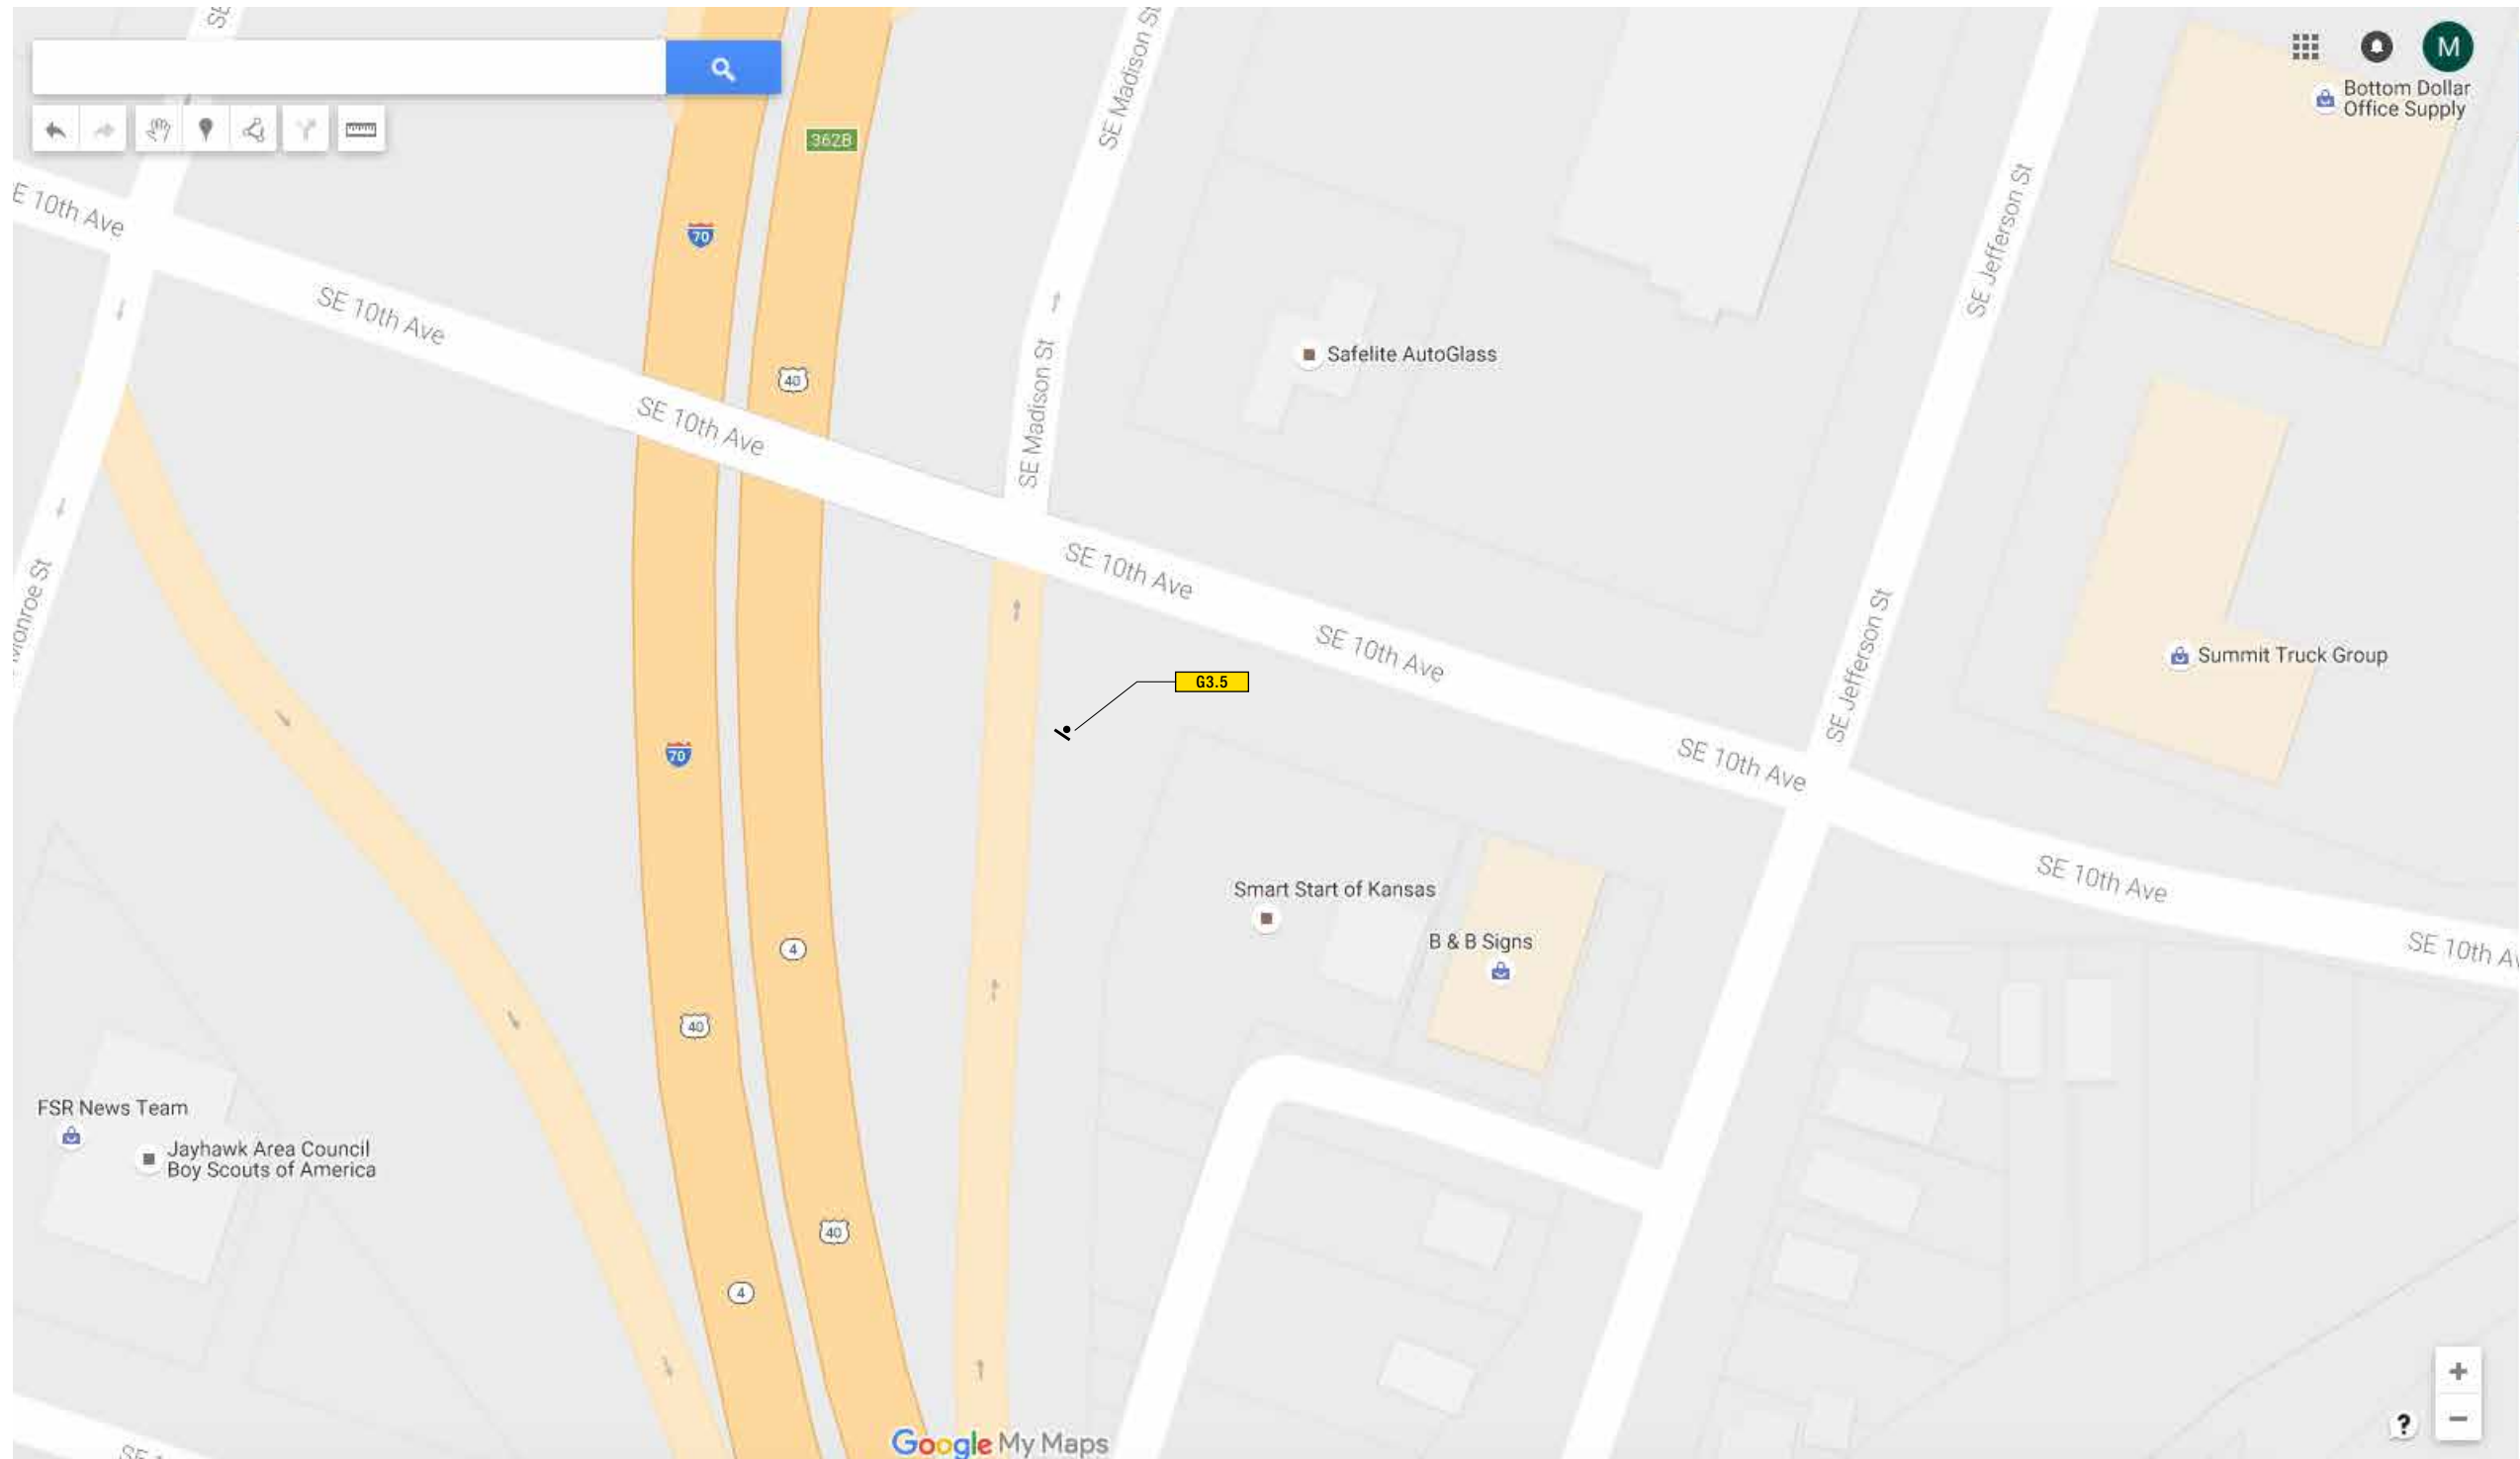 SE Madison St
M
Bottom Dollar
Office Supply
362B
SE Jefferson St
E 10th Ave
70
SE 10th Ave
SE Madison St
Safelite AutoGlass
40
SE 10th Ave
SE 10th Ave
SE Jefferson St
Monroe St
SE 10th Ave
Summit Truck Group
G3.5
70
SE 10th Ave
SE 10th Ave
Smart Start of Kansas
B & B Signs
4
SE 10th Av
40
FSR News Team
Jayhawk Area Council
Boy Scouts of America
40
4
+
?
−
Google My Maps